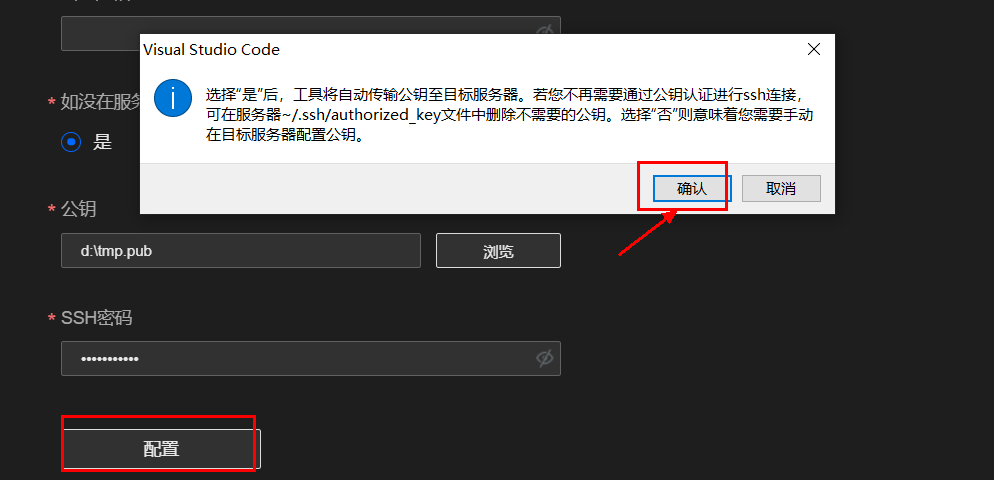 Visual Studio Code
选择“是”后，工具将自动传输公钥至目标服务器。若您不再需要通过公钥认证进行ssh连接，
可在服务器~/.ssh/authorized_key文件中删除不需要的公钥。选择“否”则意味着您需要手动
在目标服务器配置公钥。
确认
取消
* 如没在服务
是
* 公钥
d:\tmp.pub
浏览
* SSH密码
•••••••••••
配置